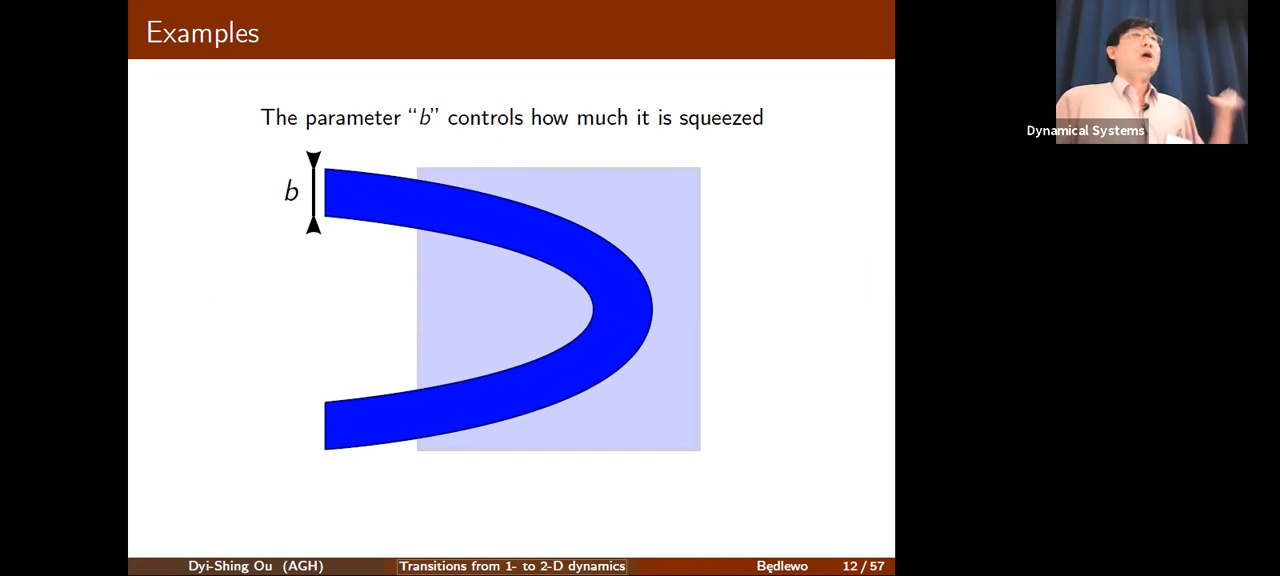 Examples
The parameter “b” controls how much it is squeezed
b
Dynamical Systems
Dyi-Shing Ou (AGH) Transitions from 1- to 2-D dynamics Będlewo 12 / 57